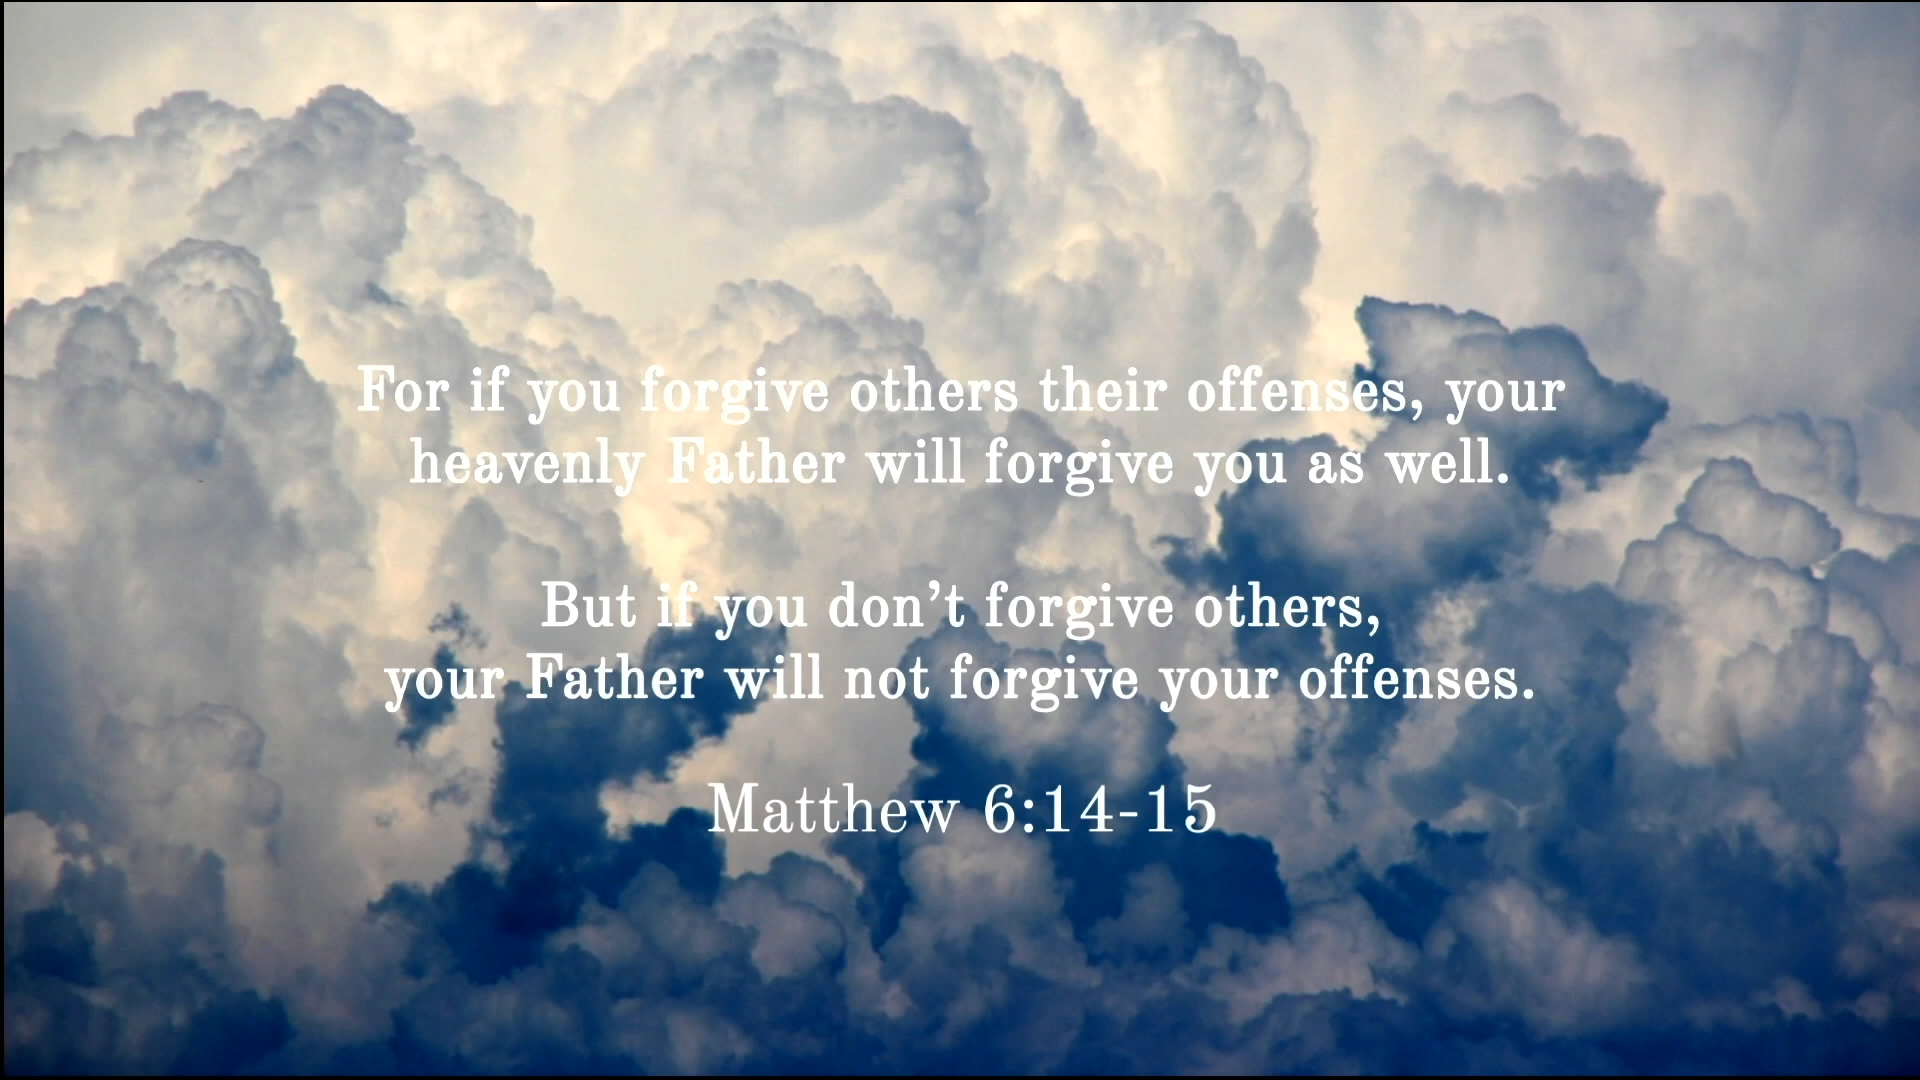 For if you forgive others their offenses, your
heavenly Father will forgive you as well.
But if you don’t forgive others,
your Father will not forgive your offenses.
Matthew 6:14-15